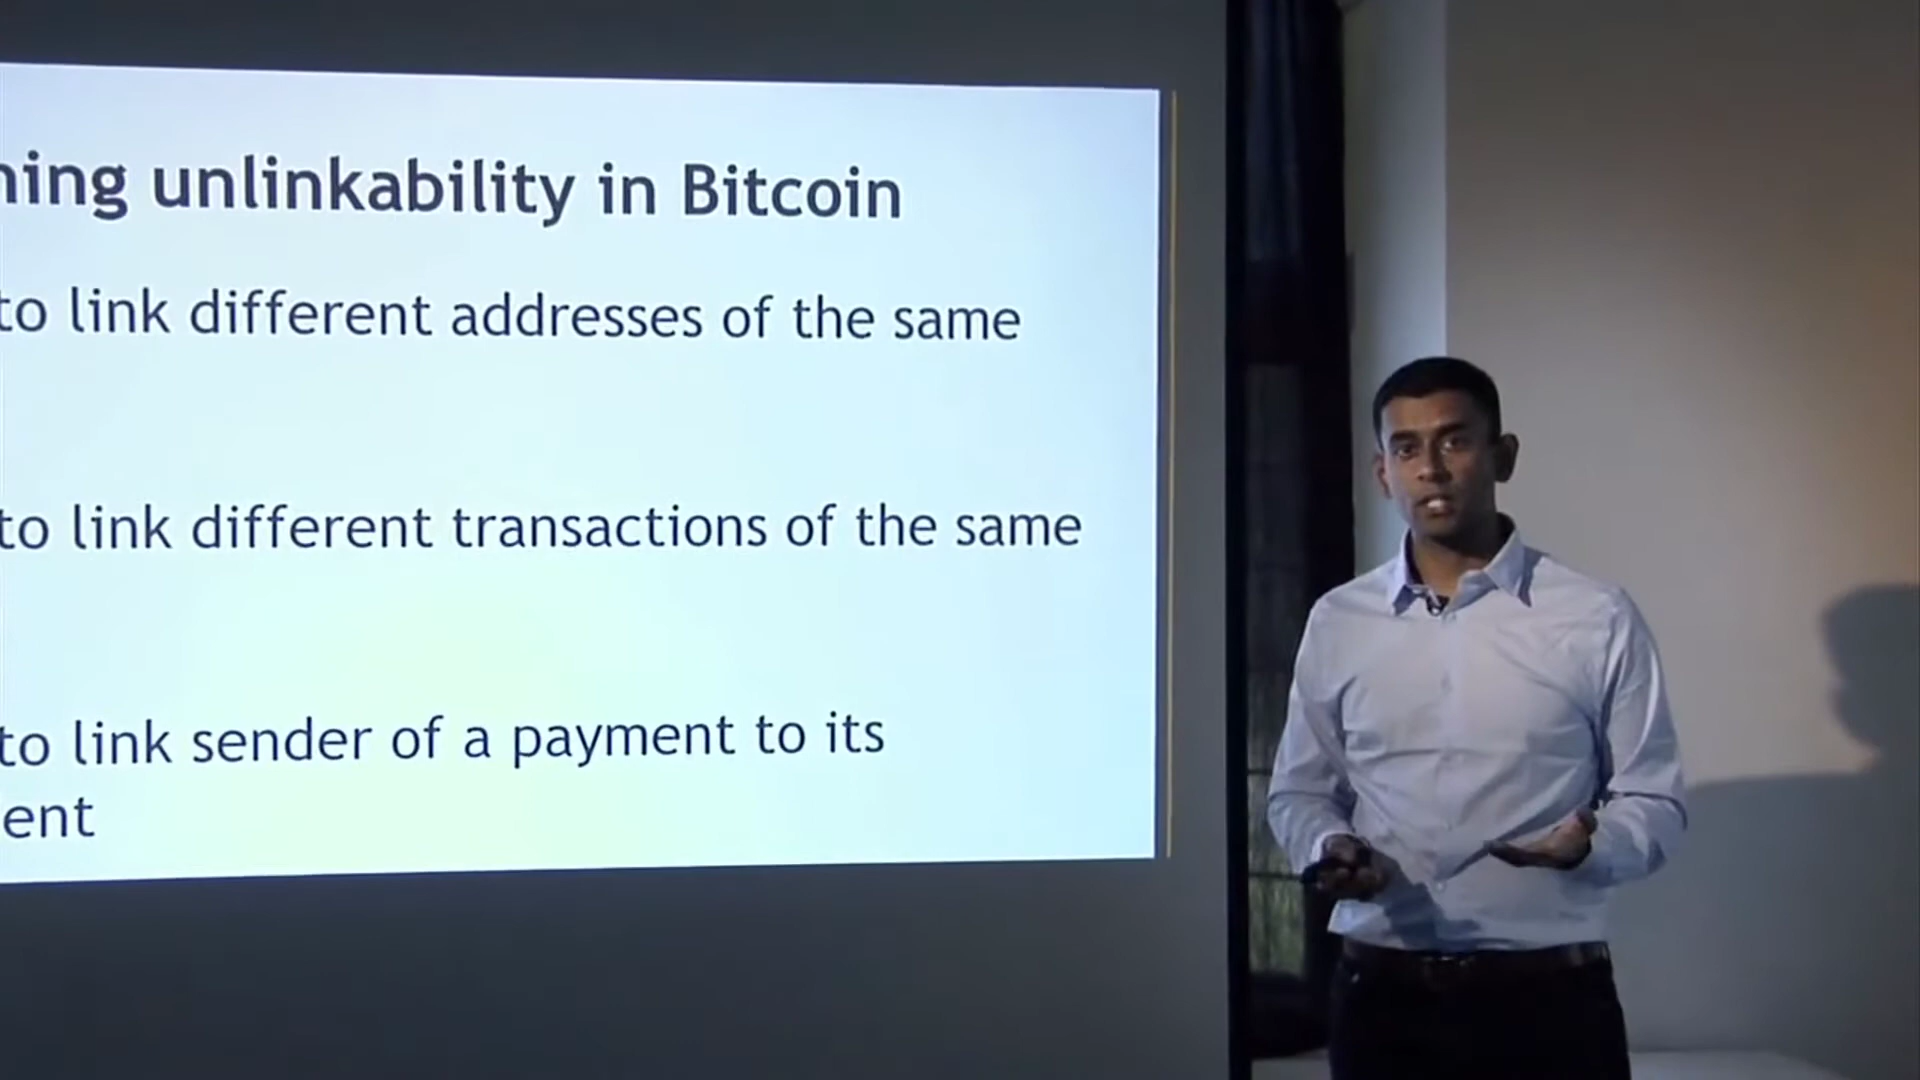 ning unlinkability in Bitcoin
to link different addresses of the same
to link different transactions of the same
to link sender of a payment to its
ent